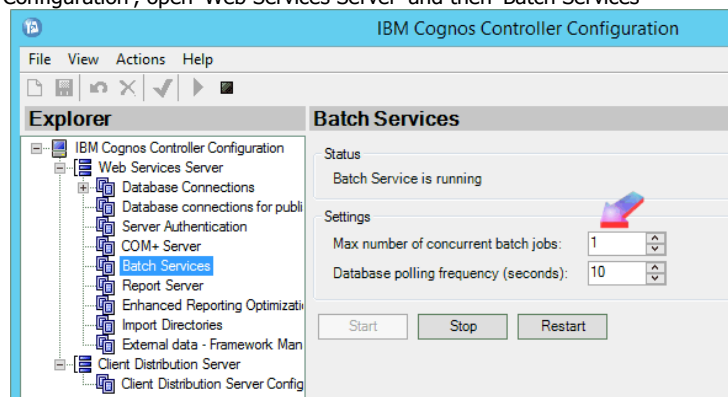 Configuration', open 'Web Services Server' and then 'Batch Services'
IBM Cognos Controller Configuration
File View Actions Help
Explorer
IBM Cognos Controller Configuration
Web Services Server
Database Connections
Database connections for publi
Server Authentication
COM+ Server
Batch Services
Report Server
Enhanced Reporting Optimizati
Import Directories
External data - Framework Man
Client Distribution Server
Client Distribution Server Config
Batch Services
Status
Batch Service is running
Settings
Max number of concurrent batch jobs: 1
Database polling frequency (seconds): 10
Start Stop Restart